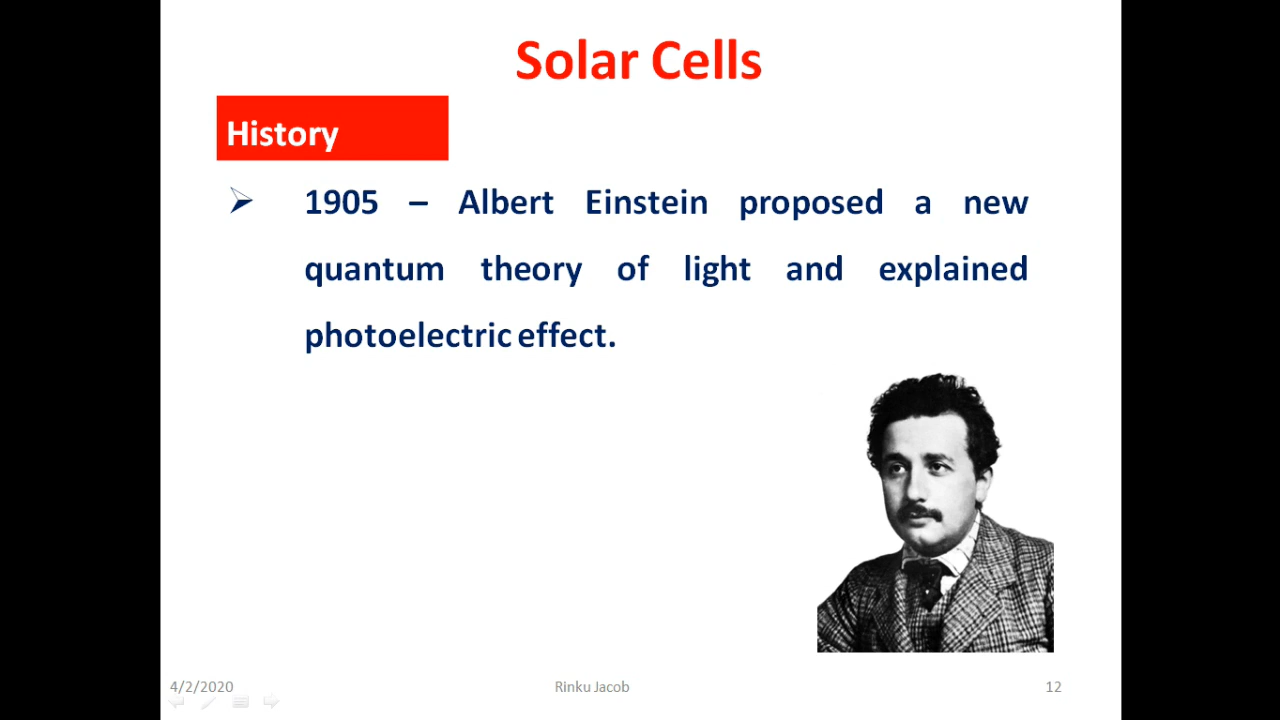 Solar Cells
History
1905 – Albert Einstein proposed a new
quantum theory of light and explained
photoelectric effect.
4/2/2020
Rinku Jacob
12